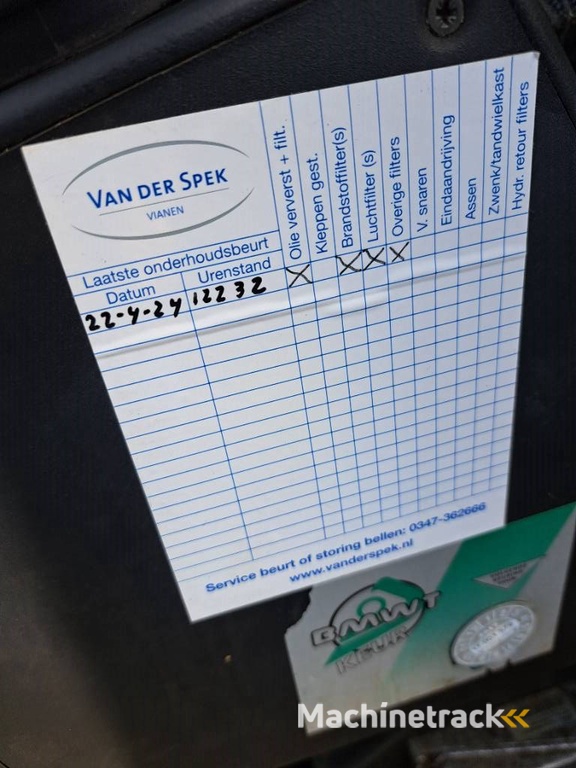 VAN DER SPEK
VIANEN
Laatste onderhoudsbeurt
Datum
Urenstand
Olie ververst + filt.
Kleppen gest.
Brandstoffilter(s)
Luchtfilter (s)
Overige filters
V. snaren
Eindaandrijving
Assen
Zwenk/tandwielkast
Hydr. retour filters
22-4-24 12232 X X X X
Service beurt of storing bellen: 0347-362666
www.vanderspek.nl
BMWT
KEUR
Machinetrack